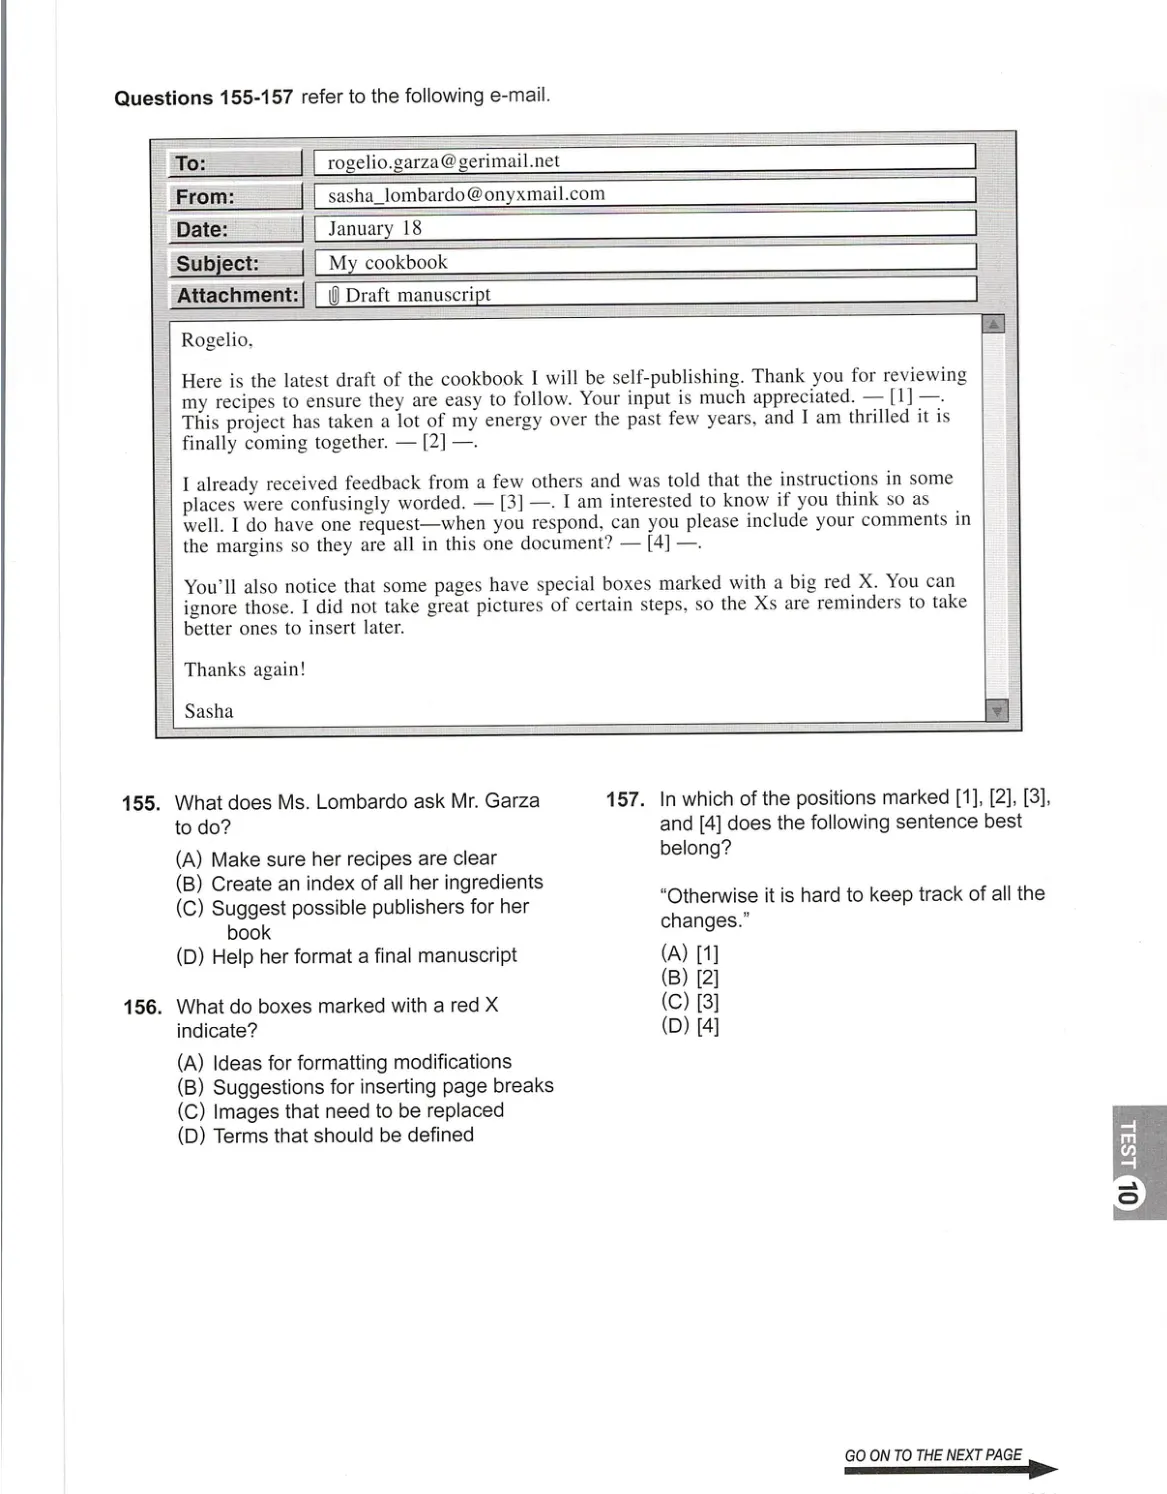 Questions 155-157 refer to the following e-mail.
To: rogelio.garza@gerimail.net
From: sasha_lombardo@onyxmail.com
Date: January 18
Subject: My cookbook
Attachment: Draft manuscript
Rogelio,
Here is the latest draft of the cookbook I will be self-publishing. Thank you for reviewing
my recipes to ensure they are easy to follow. Your input is much appreciated. — [1] —.
This project has taken a lot of my energy over the past few years, and I am thrilled it is
finally coming together. — [2] —.
I already received feedback from a few others and was told that the instructions in some
places were confusingly worded. — [3] —. I am interested to know if you think so as
well. I do have one request—when you respond, can you please include your comments in
the margins so they are all in this one document? — [4] —.
You'll also notice that some pages have special boxes marked with a big red X. You can
ignore those. I did not take great pictures of certain steps, so the Xs are reminders to take
better ones to insert later.
Thanks again!
Sasha
155. What does Ms. Lombardo ask Mr. Garza
to do?
(A) Make sure her recipes are clear
(B) Create an index of all her ingredients
(C) Suggest possible publishers for her
book
(D) Help her format a final manuscript
156. What do boxes marked with a red X
indicate?
(A) Ideas for formatting modifications
(B) Suggestions for inserting page breaks
(C) Images that need to be replaced
(D) Terms that should be defined
157. In which of the positions marked [1], [2], [3],
and [4] does the following sentence best
belong?
“Otherwise it is hard to keep track of all the
changes.”
(A) [1]
(B) [2]
(C) [3]
(D) [4]
TEST 10
GO ON TO THE NEXT PAGE